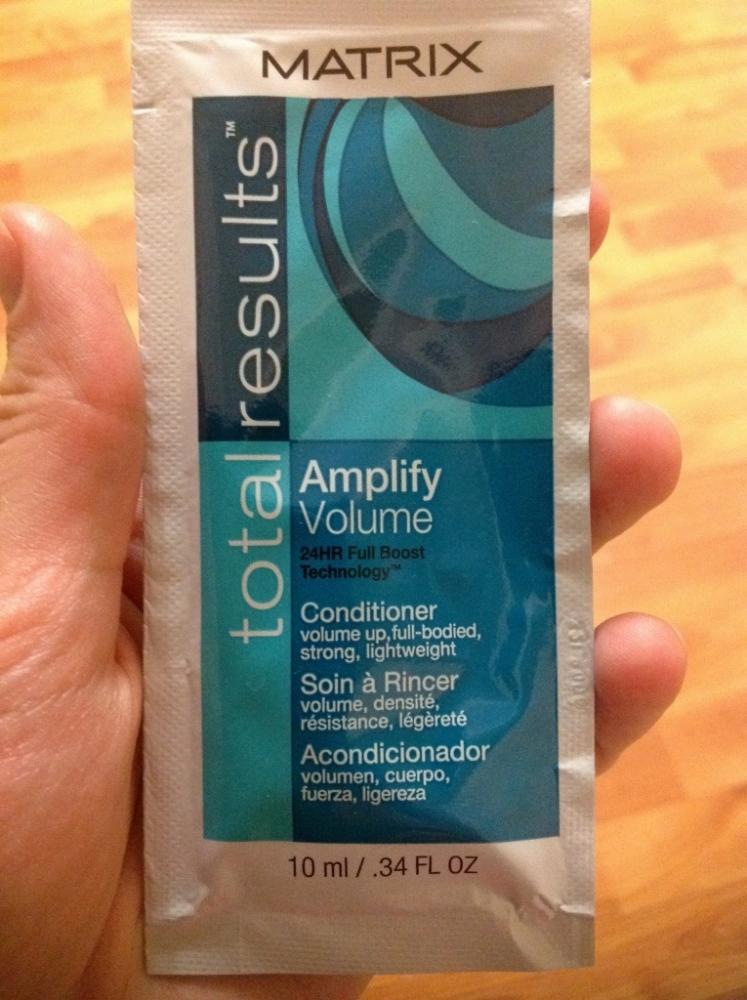 MATRIX
total results™
Amplify
Volume
24HR Full Boost
Technology™
Conditioner
volume up,full-bodied,
strong, lightweight
Soin à Rincer
volume, densité,
résistance, légèreté
Acondicionador
volumen, cuerpo,
fuerza, ligereza
10 ml / .34 FL OZ